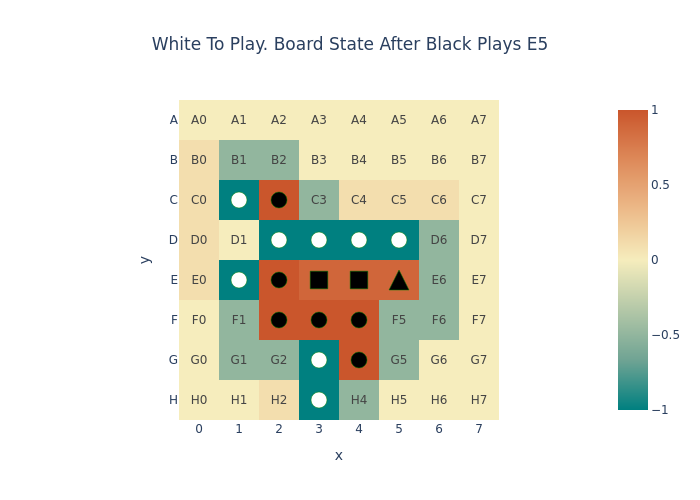 White To Play. Board State After Black Plays E5
A A0 A1 A2 A3 A4 A5 A6 A7
B B0 B1 B2 B3 B4 B5 B6 B7
C C0 C3 C4 C5 C6 C7
D D0 D1 D6 D7
E E0 E6 E7
F F0 F1 F5 F6 F7
G G0 G1 G2 G5 G6 G7
H H0 H1 H2 H4 H5 H6 H7
0 1 2 3 4 5 6 7
x
y
1
0.5
0
−0.5
−1